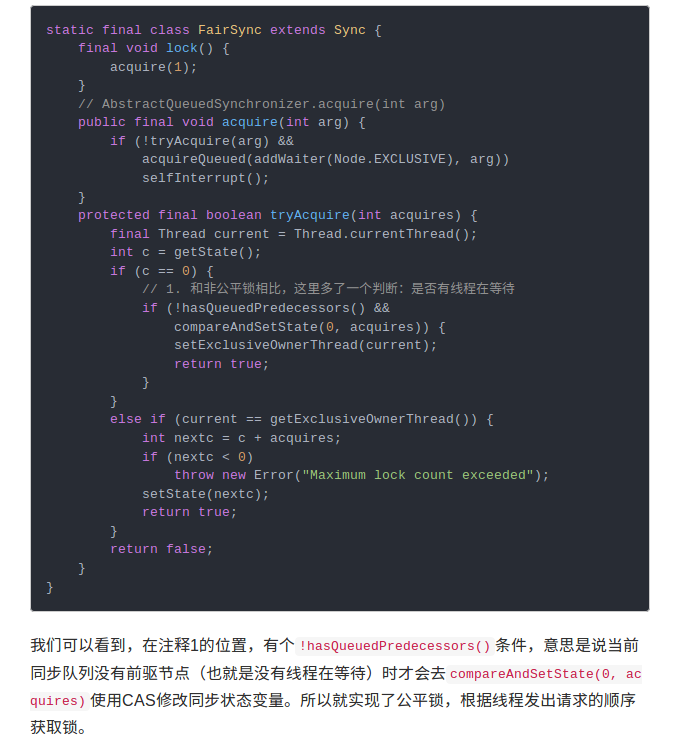 static final class FairSync extends Sync {
    final void lock() {
        acquire(1);
    }
    // AbstractQueuedSynchronizer.acquire(int arg)
    public final void acquire(int arg) {
        if (!tryAcquire(arg) &&
            acquireQueued(addWaiter(Node.EXCLUSIVE), arg))
            selfInterrupt();
    }
    protected final boolean tryAcquire(int acquires) {
        final Thread current = Thread.currentThread();
        int c = getState();
        if (c == 0) {
            // 1. 和非公平锁相比，这里多了一个判断：是否有线程在等待
            if (!hasQueuedPredecessors() &&
                compareAndSetState(0, acquires)) {
                setExclusiveOwnerThread(current);
                return true;
            }
        }
        else if (current == getExclusiveOwnerThread()) {
            int nextc = c + acquires;
            if (nextc < 0)
                throw new Error("Maximum lock count exceeded");
            setState(nextc);
            return true;
        }
        return false;
    }
}
我们可以看到，在注释1的位置，有个 !hasQueuedPredecessors() 条件，意思是说当前
同步队列没有前驱节点（也就是没有线程在等待）时才会去 compareAndSetState(0, ac
quires) 使用CAS修改同步状态变量。所以就实现了公平锁，根据线程发出请求的顺序
获取锁。